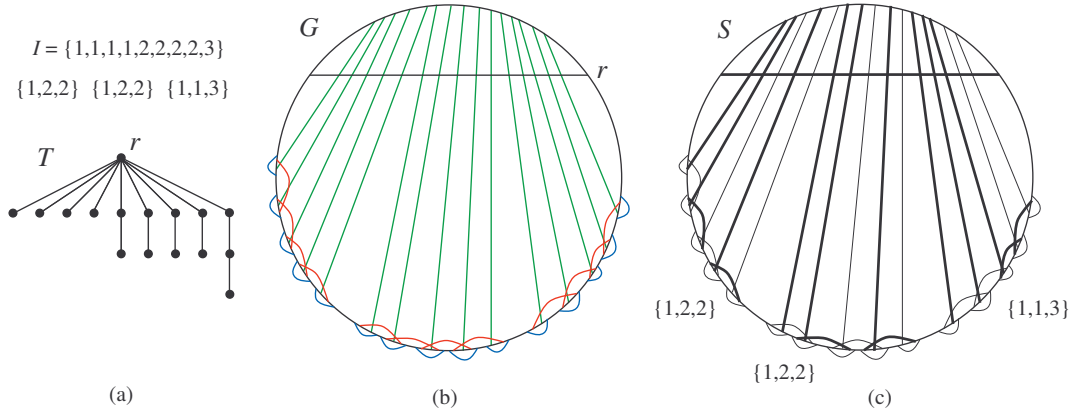 I = {1,1,1,1,2,2,2,2,3}
{1,2,2} {1,2,2} {1,1,3}
T
r
(a)
G
r
(b)
S
{1,2,2}
{1,2,2}
{1,1,3}
(c)